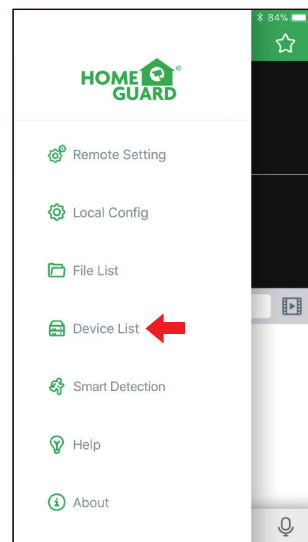 84%
HOME
GUARD®
Remote Setting
Local Config
File List
Device List
Smart Detection
Help
About